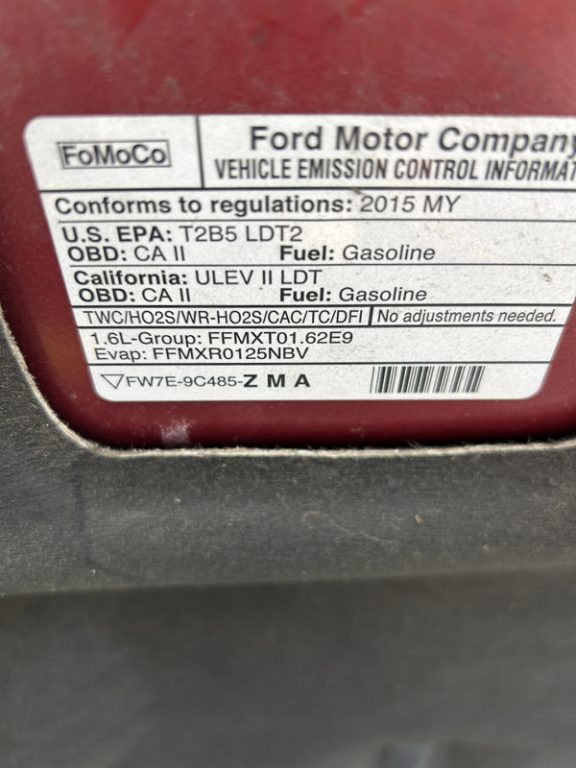 FoMoCo
Ford Motor Company
VEHICLE EMISSION CONTROL
Conforms to regulations: 2015 MY
U.S. EPA: T2B5 LDT2
OBD: CA II Fuel: Gasoline
California: ULEV II LDT
OBD: CA II Fuel: Gasoline
TWC/HO2S/WR-HO2S/CAC/TC/DFI No adjustments needed.
1.6L-Group: FFMXT01.62E9
Evap: FFMXR0125NBV
FW7E-9C485-Z M A